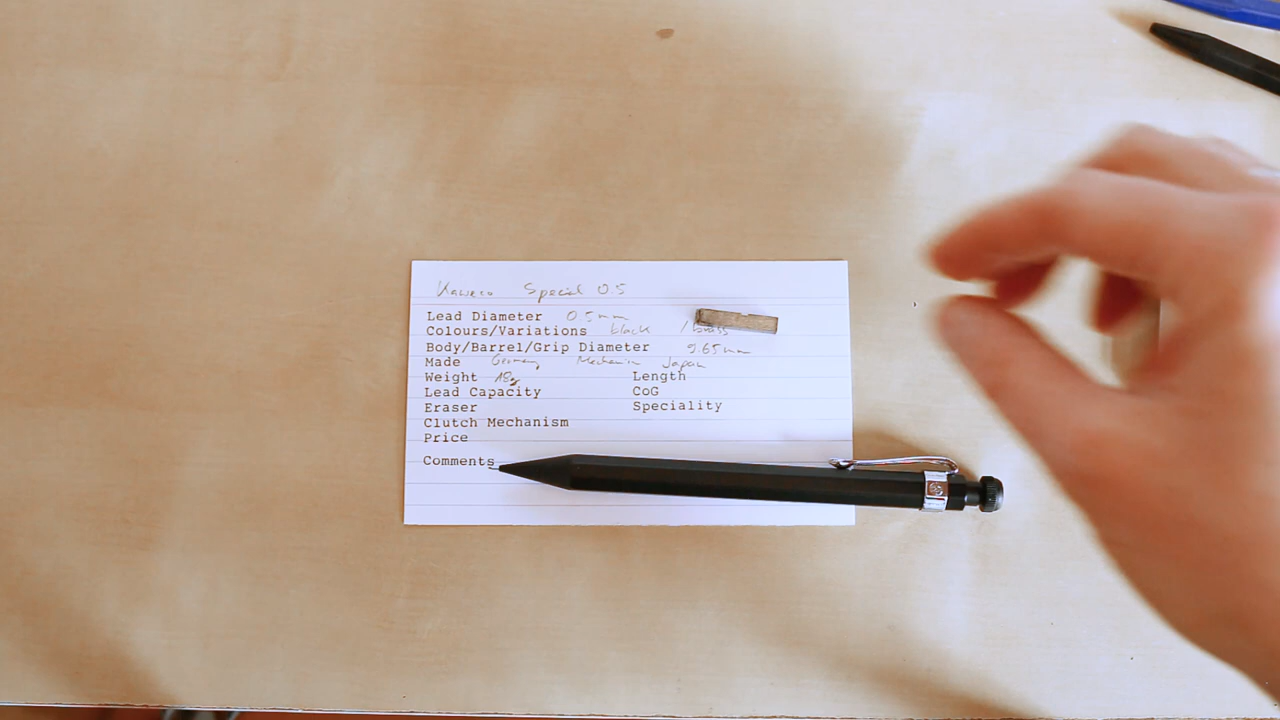 Kaweco Special 0.5
Lead Diameter 0.5mm
Colours/Variations black / brass
Body/Barrel/Grip Diameter 9.65mm
Made Germany Mechanism Japan
Weight 18g Length
Lead Capacity CoG
Eraser Speciality
Clutch Mechanism
Price
Comments